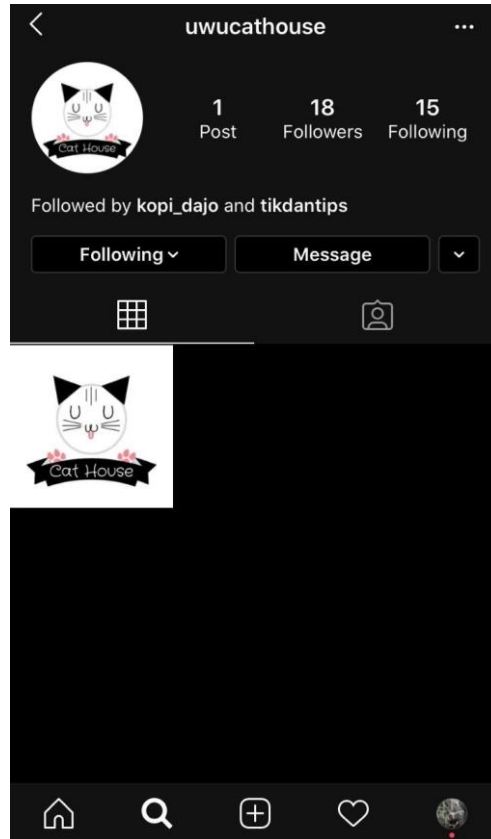 uwucathouse
Cat House
1 18 15
Post Followers Following
Followed by kopi_dajo and tikdantips
Following Message
Cat House